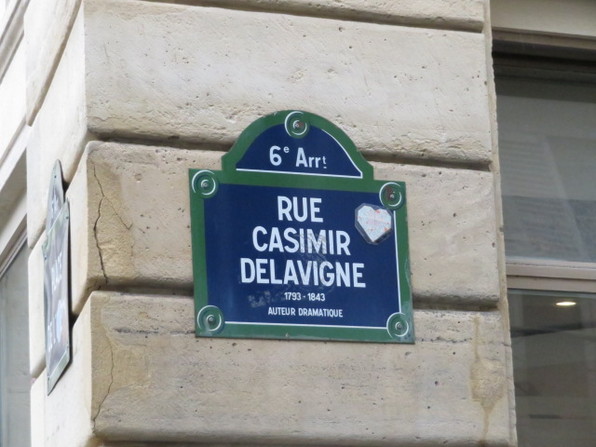 6e Arrt
RUE
CASIMIR
DELAVIGNE
1793 - 1843
AUTEUR DRAMATIQUE